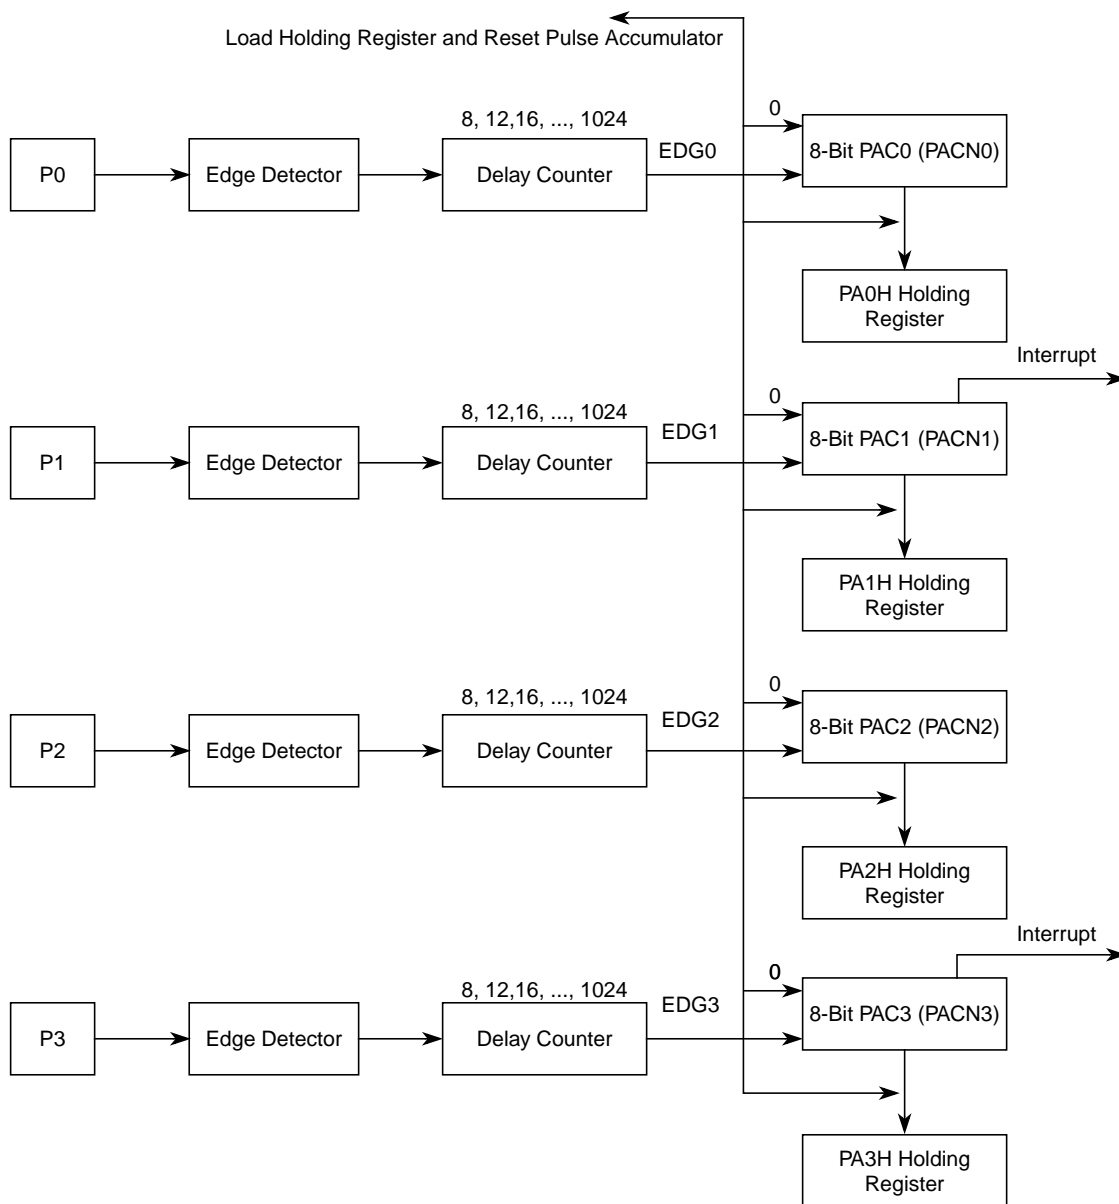 Load Holding Register and Reset Pulse Accumulator
0
8, 12,16, ..., 1024
EDG0
P0
Edge Detector
Delay Counter
8-Bit PAC0 (PACN0)
PA0H Holding
Register
Interrupt
0
8, 12,16, ..., 1024
EDG1
P1
Edge Detector
Delay Counter
8-Bit PAC1 (PACN1)
PA1H Holding
Register
0
8, 12,16, ..., 1024
EDG2
P2
Edge Detector
Delay Counter
8-Bit PAC2 (PACN2)
PA2H Holding
Register
Interrupt
0
8, 12,16, ..., 1024
EDG3
P3
Edge Detector
Delay Counter
8-Bit PAC3 (PACN3)
PA3H Holding
Register